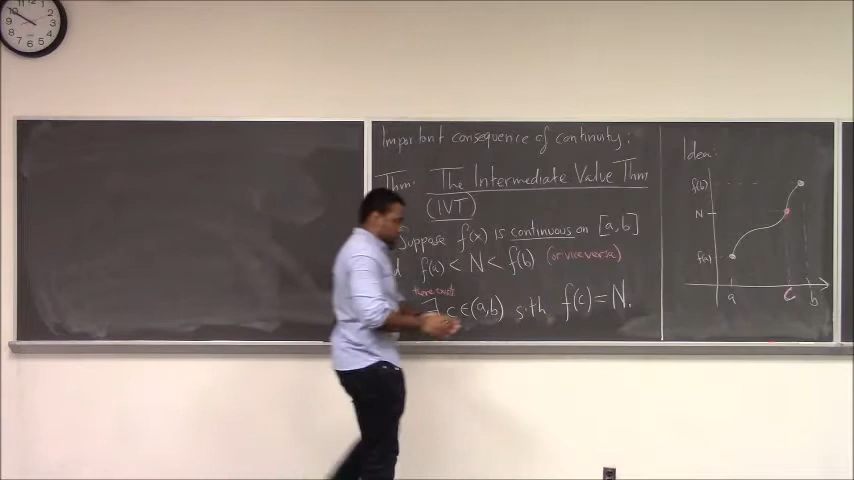 Important consequence of continuity:
Thm. The Intermediate Value Thm
(IVT)
Suppose f(x) is continuous on [a,b]
f(a) < N < f(b) (or vice versa)
there exists
∃ c ∈ (a,b) s.th f(c) = N.
Idea:
f(b)
N
f(a)
a c b